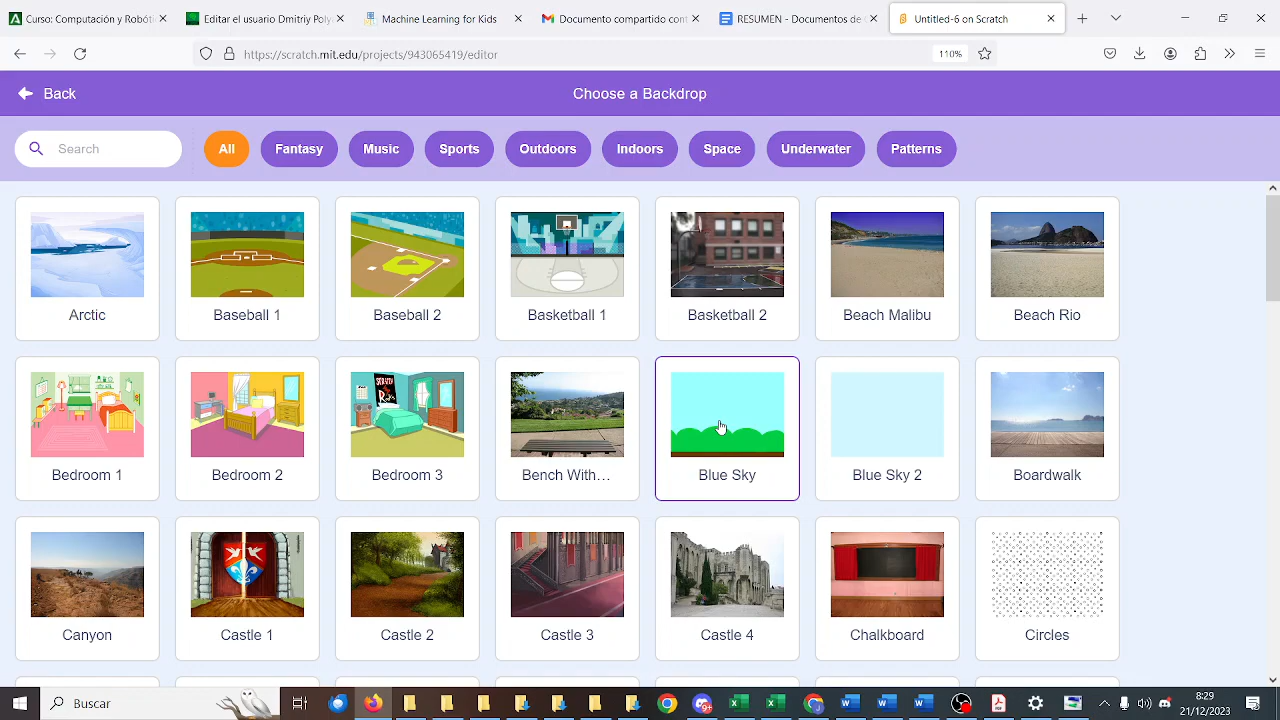 Curso: Computación y Robóti
Editar el usuario Dmitriy Poly
Machine Learning for Kids
Documento compartido con
RESUMEN - Documentos de
Untitled-6 on Scratch
https://scratch.mit.edu/projects/943065419/editor
110%
Back
Choose a Backdrop
Search
All
Fantasy
Music
Sports
Outdoors
Indoors
Space
Underwater
Patterns
Arctic
Baseball 1
Baseball 2
Basketball 1
Basketball 2
Beach Malibu
Beach Rio
Bedroom 1
Bedroom 2
Bedroom 3
Bench With...
Blue Sky
Blue Sky 2
Boardwalk
Canyon
Castle 1
Castle 2
Castle 3
Castle 4
Chalkboard
Circles
Buscar
8:29
21/12/2023